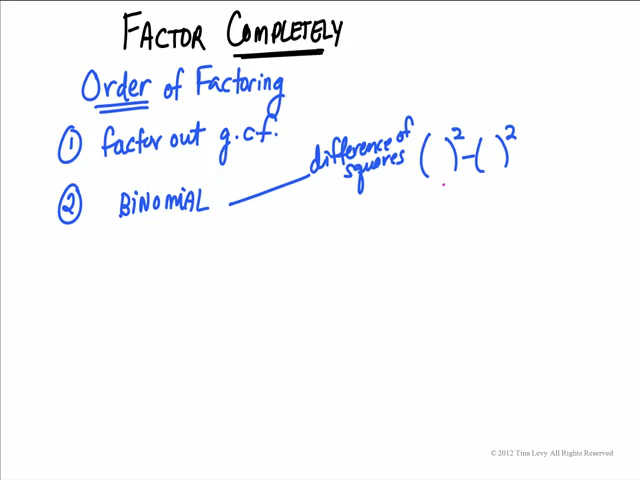 FACTOR COMPLETELY
Order of Factoring
① factor out g.c.f.
② BiNOMiAL
difference of
squares
( )² − ( )²
© 2012 Tina Levy All Rights Reserved